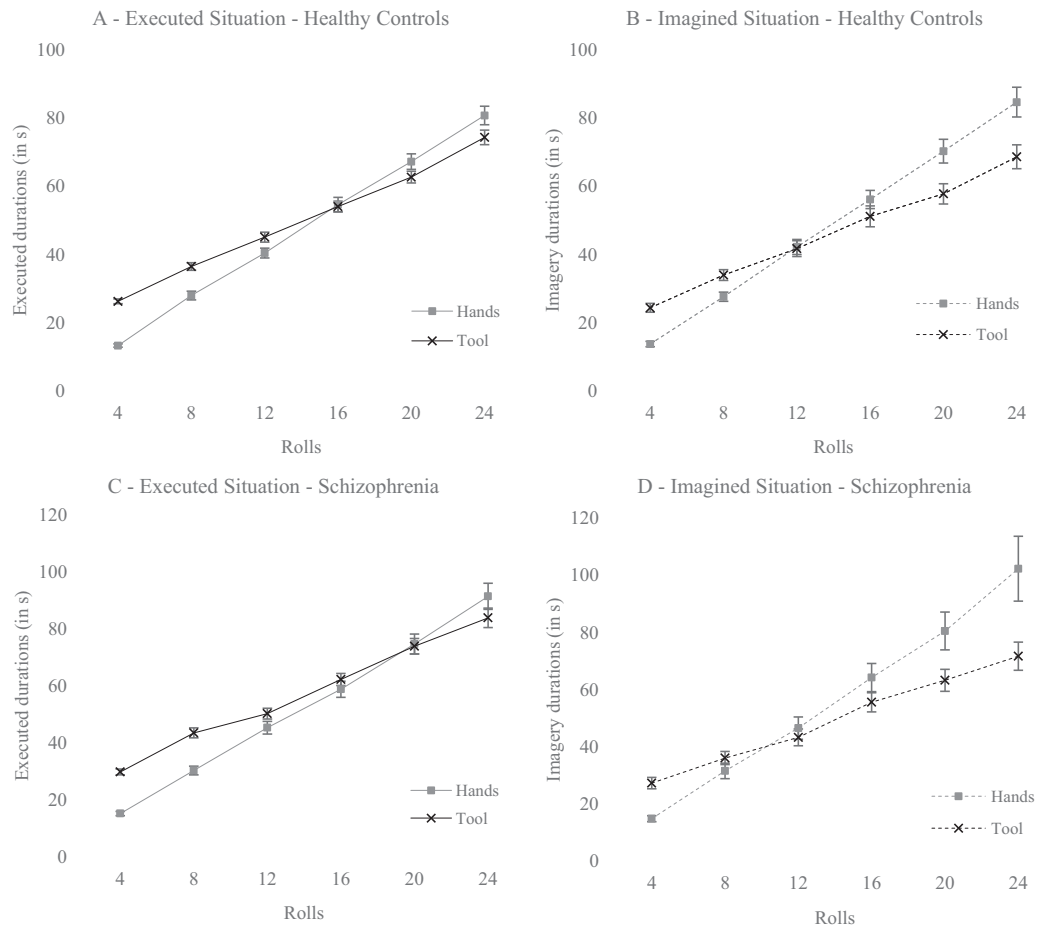 A - Executed Situation - Healthy Controls
Executed durations (in s)
100
80
60
40
20
0
4 8 12 16 20 24
Rolls
Hands
Tool
B - Imagined Situation - Healthy Controls
Imagery durations (in s)
100
80
60
40
20
0
4 8 12 16 20 24
Rolls
Hands
Tool
C - Executed Situation - Schizophrenia
Executed durations (in s)
120
100
80
60
40
20
0
4 8 12 16 20 24
Rolls
Hands
Tool
D - Imagined Situation - Schizophrenia
Imagery durations (in s)
120
100
80
60
40
20
0
4 8 12 16 20 24
Rolls
Hands
Tool